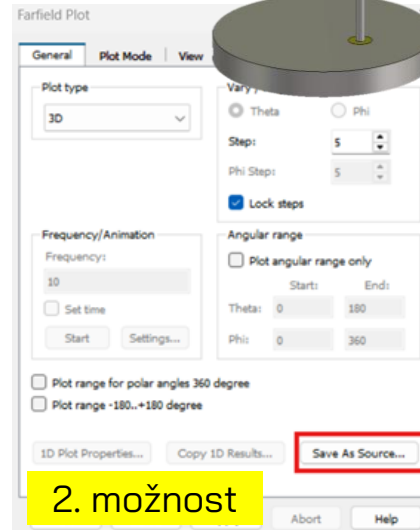 Farfield Plot
General Plot Mode View
Plot type
3D
Theta Phi
Step: 5
Phi Step: 5
Lock steps
Frequency/Animation
Frequency:
10
Set time
Start Settings...
Angular range
Plot angular range only
Start: End:
Theta: 0 180
Phi: 0 360
Plot range for polar angles 360 degree
Plot range -180..+180 degree
1D Plot Properties... Copy 1D Results... Save As Source...
2. možnost
Abort Help